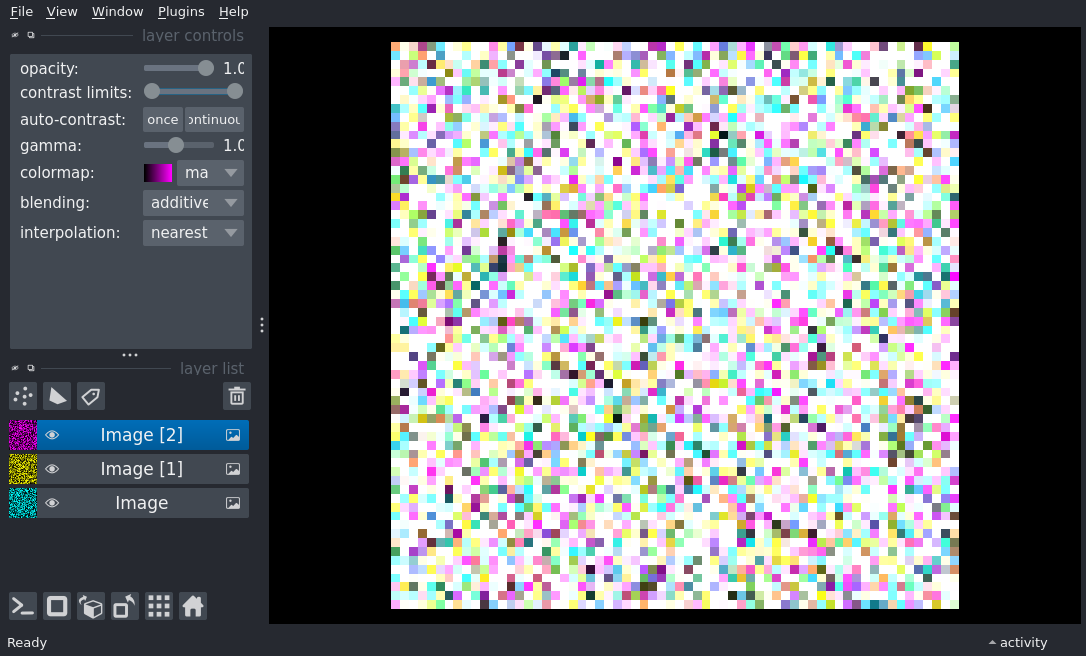 File View Window Plugins Help
layer controls
opacity: 1.0
contrast limits:
auto-contrast: once ontinuou
gamma: 1.0
colormap: ma
blending: additive
interpolation: nearest
layer list
Image [2]
Image [1]
Image
Ready activity